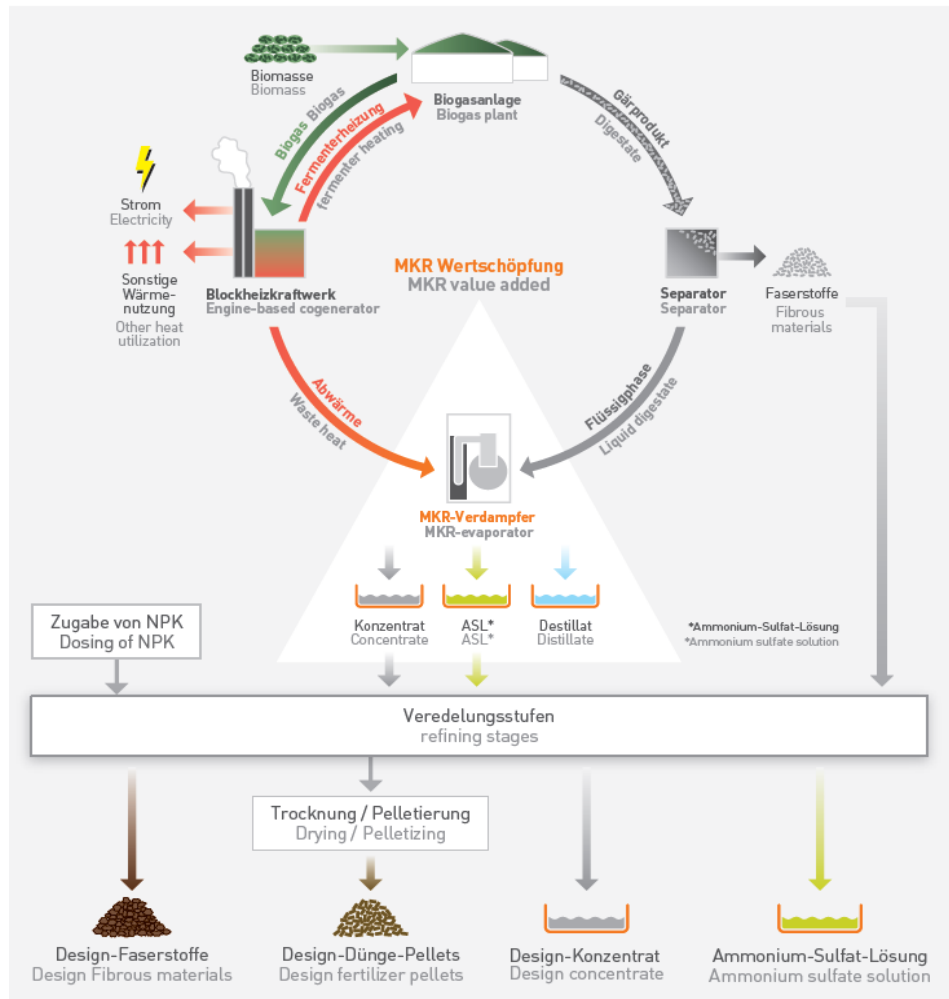 Biomasse
Biomass
Biogasanlage
Biogas plant
Biogas Biogas
Fermenterheizung
fermenter heating
Gärprodukt
Digestate
Strom
Electricity
Sonstige
Wärme-
nutzung
Other heat
utilization
Blockheizkraftwerk
Engine-based cogenerator
MKR Wertschöpfung
MKR value added
Separator
Separator
Faserstoffe
Fibrous
materials
Abwärme
Waste heat
Flüssigphase
Liquid digestate
MKR-Verdampfer
MKR-evaporator
Konzentrat
Concentrate
ASL*
ASL*
Destillat
Distillate
*Ammonium-Sulfat-Lösung
*Ammonium sulfate solution
Zugabe von NPK
Dosing of NPK
Veredelungsstufen
refining stages
Trocknung / Pelletierung
Drying / Pelletizing
Design-Faserstoffe
Design Fibrous materials
Design-Dünge-Pellets
Design fertilizer pellets
Design-Konzentrat
Design concentrate
Ammonium-Sulfat-Lösung
Ammonium sulfate solution